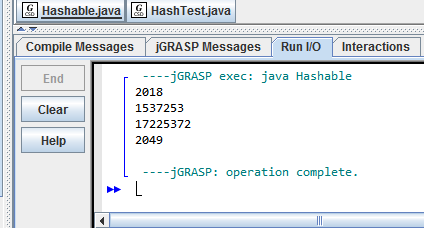 Hashable.java HashTest.java
Compile Messages jGRASP Messages Run I/O Interactions
End
Clear
Help
----jGRASP exec: java Hashable
2018
1537253
17225372
2049
----jGRASP: operation complete.